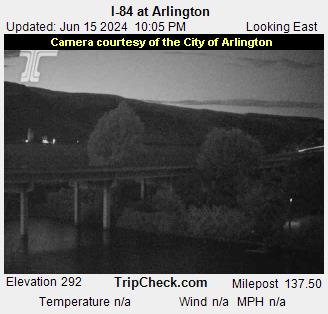 I-84 at Arlington
Updated: Jun 15 2024 10:05 PM Looking East
Camera courtesy of the City of Arlington
Elevation 292 TripCheck.com Milepost 137.50
Temperature n/a Wind n/a MPH n/a